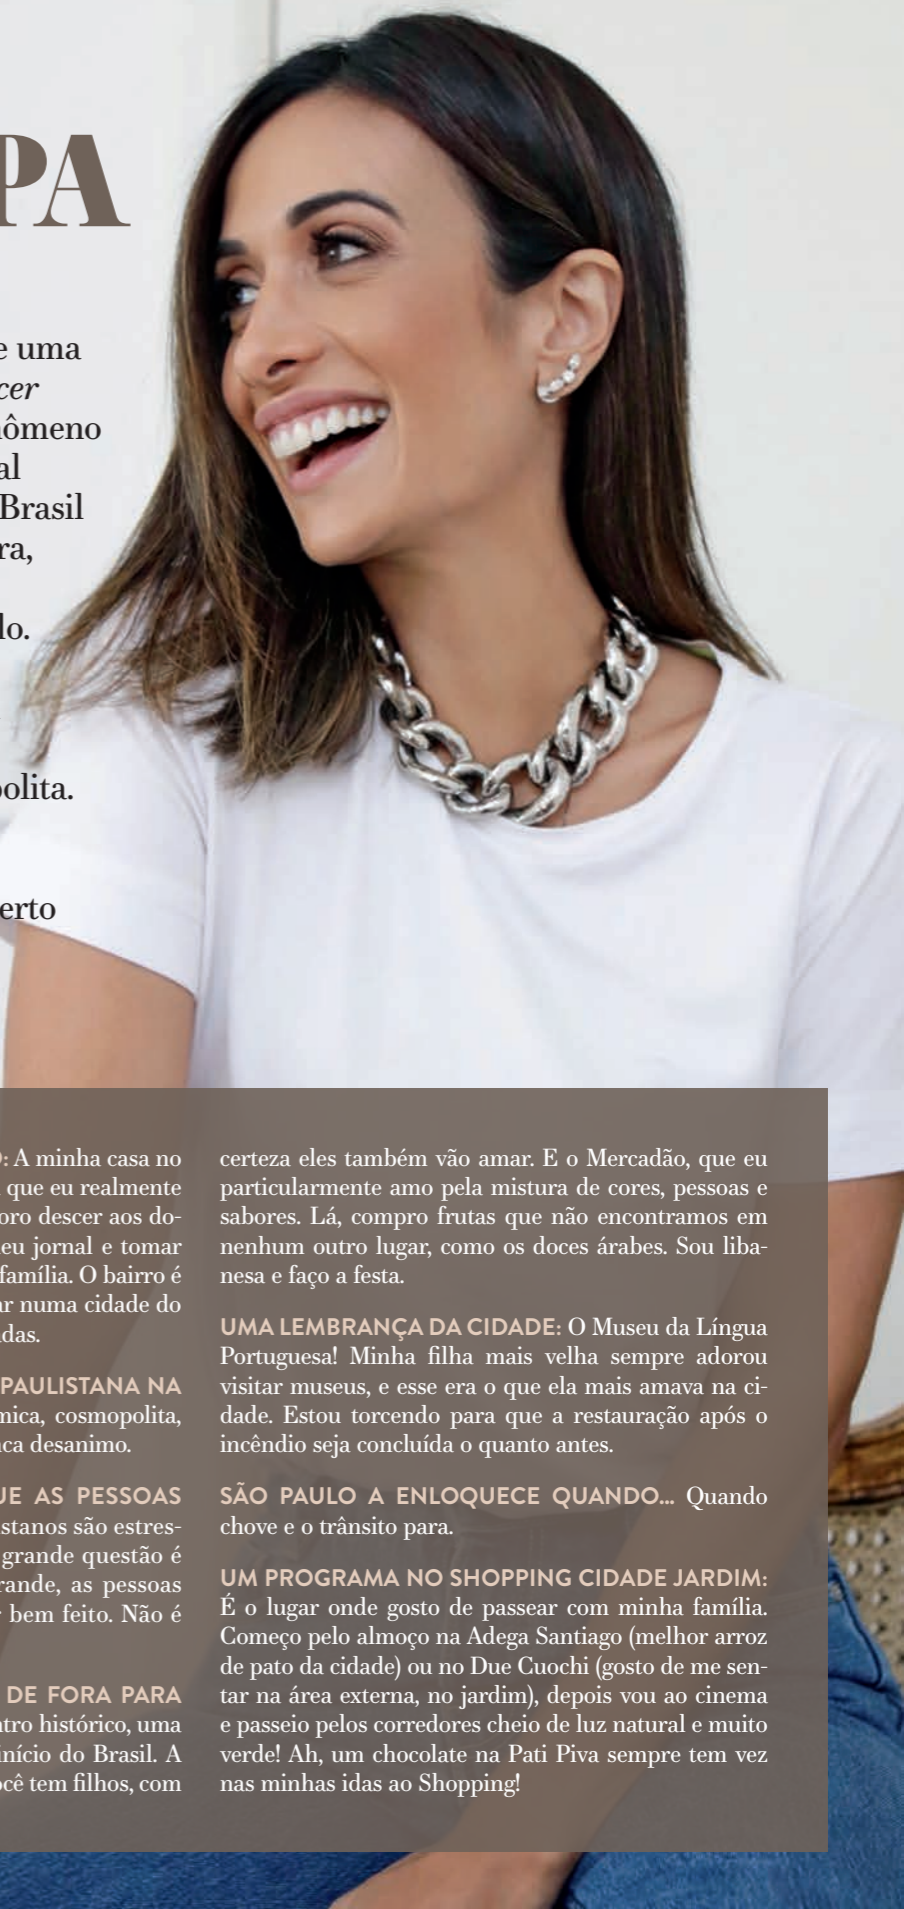 PA
e uma
cer
nômeno
al
Brasil
ra,
lo.
polita.
erto
: A minha casa no
que eu realmente
oro descer aos do-
eu jornal e tomar
família. O bairro é
ar numa cidade do
das.
PAULISTANA NA
mica, cosmopolita,
ca desanimo.
UE AS PESSOAS
stanos são estres-
grande questão é
rande, as pessoas
bem feito. Não é
DE FORA PARA
tro histórico, uma
início do Brasil. A
ocê tem filhos, com
certeza eles também vão amar. E o Mercadão, que eu
particularmente amo pela mistura de cores, pessoas e
sabores. Lá, compro frutas que não encontramos em
nenhum outro lugar, como os doces árabes. Sou liba-
nesa e faço a festa.
UMA LEMBRANÇA DA CIDADE: O Museu da Língua
Portuguesa! Minha filha mais velha sempre adorou
visitar museus, e esse era o que ela mais amava na ci-
dade. Estou torcendo para que a restauração após o
incêndio seja concluída o quanto antes.
SÃO PAULO A ENLOQUECE QUANDO... Quando
chove e o trânsito para.
UM PROGRAMA NO SHOPPING CIDADE JARDIM:
É o lugar onde gosto de passear com minha família.
Começo pelo almoço na Adega Santiago (melhor arroz
de pato da cidade) ou no Due Cuochi (gosto de me sen-
tar na área externa, no jardim), depois vou ao cinema
e passeio pelos corredores cheio de luz natural e muito
verde! Ah, um chocolate na Pati Piva sempre tem vez
nas minhas idas ao Shopping!